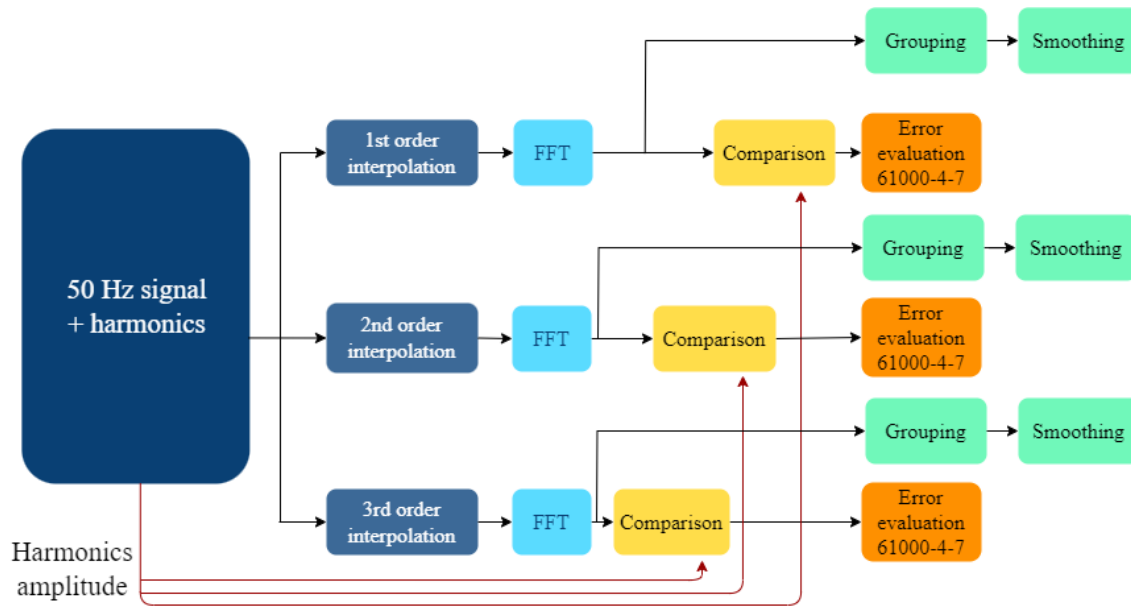 50 Hz signal
+ harmonics
Harmonics
amplitude
1st order
interpolation
FFT
Comparison
Error
evaluation
61000-4-7
Grouping
Smoothing
2nd order
interpolation
FFT
Comparison
Error
evaluation
61000-4-7
Grouping
Smoothing
3rd order
interpolation
FFT
Comparison
Error
evaluation
61000-4-7
Grouping
Smoothing